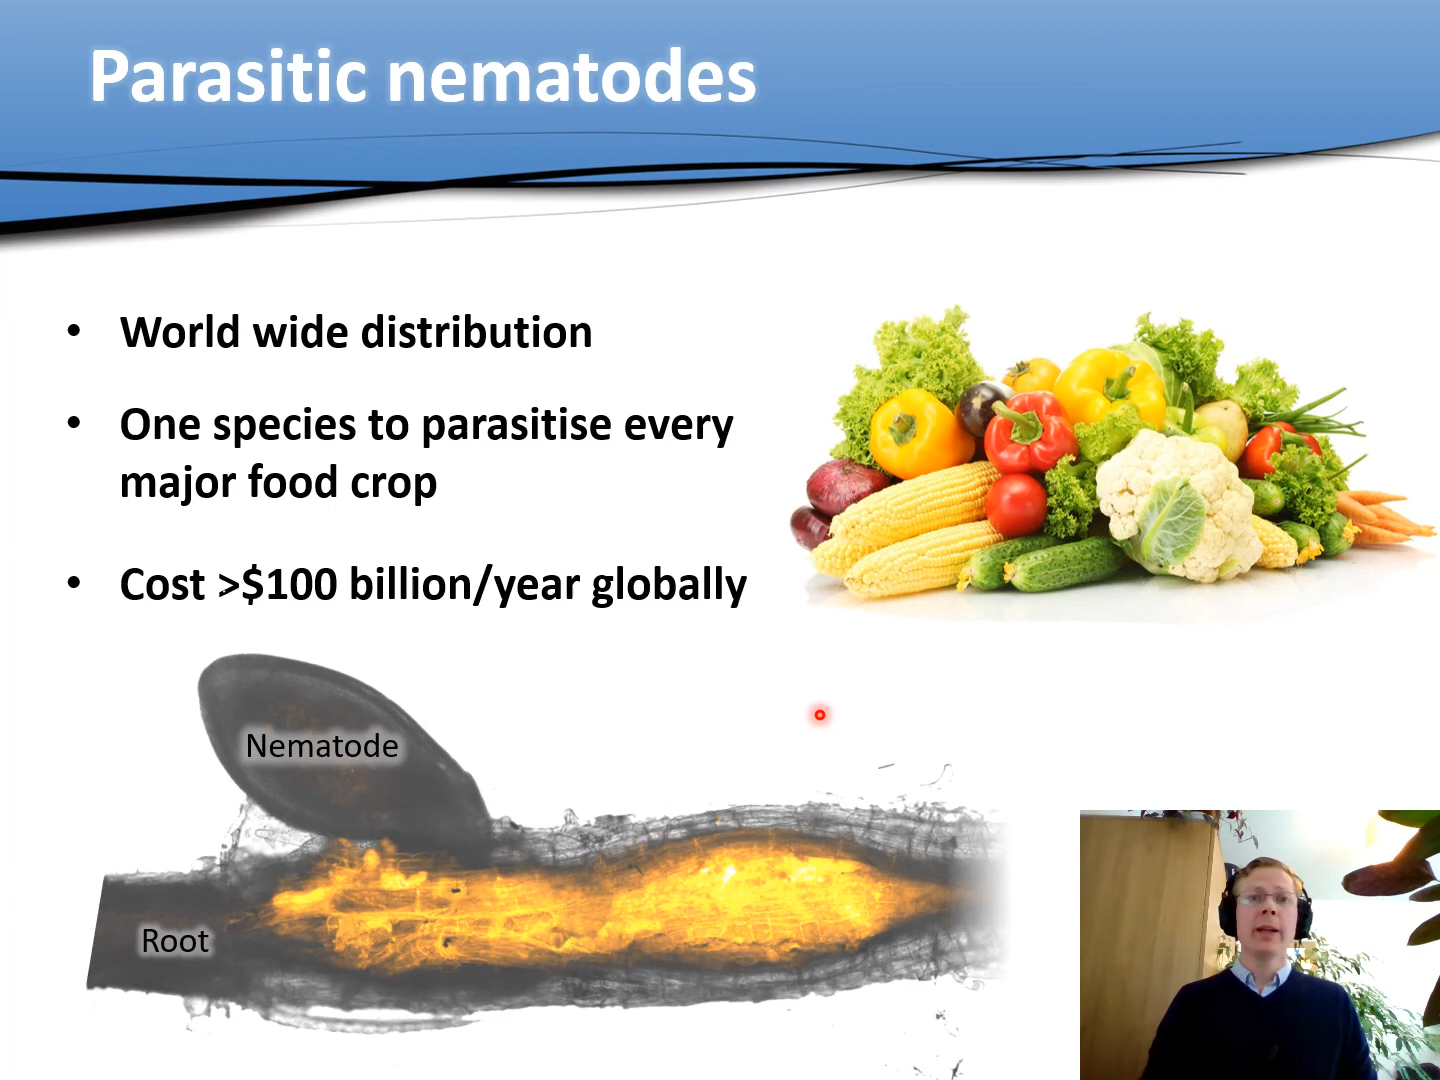 Parasitic nematodes
• World wide distribution
• One species to parasitise every
major food crop
• Cost >$100 billion/year globally
Nematode
Root